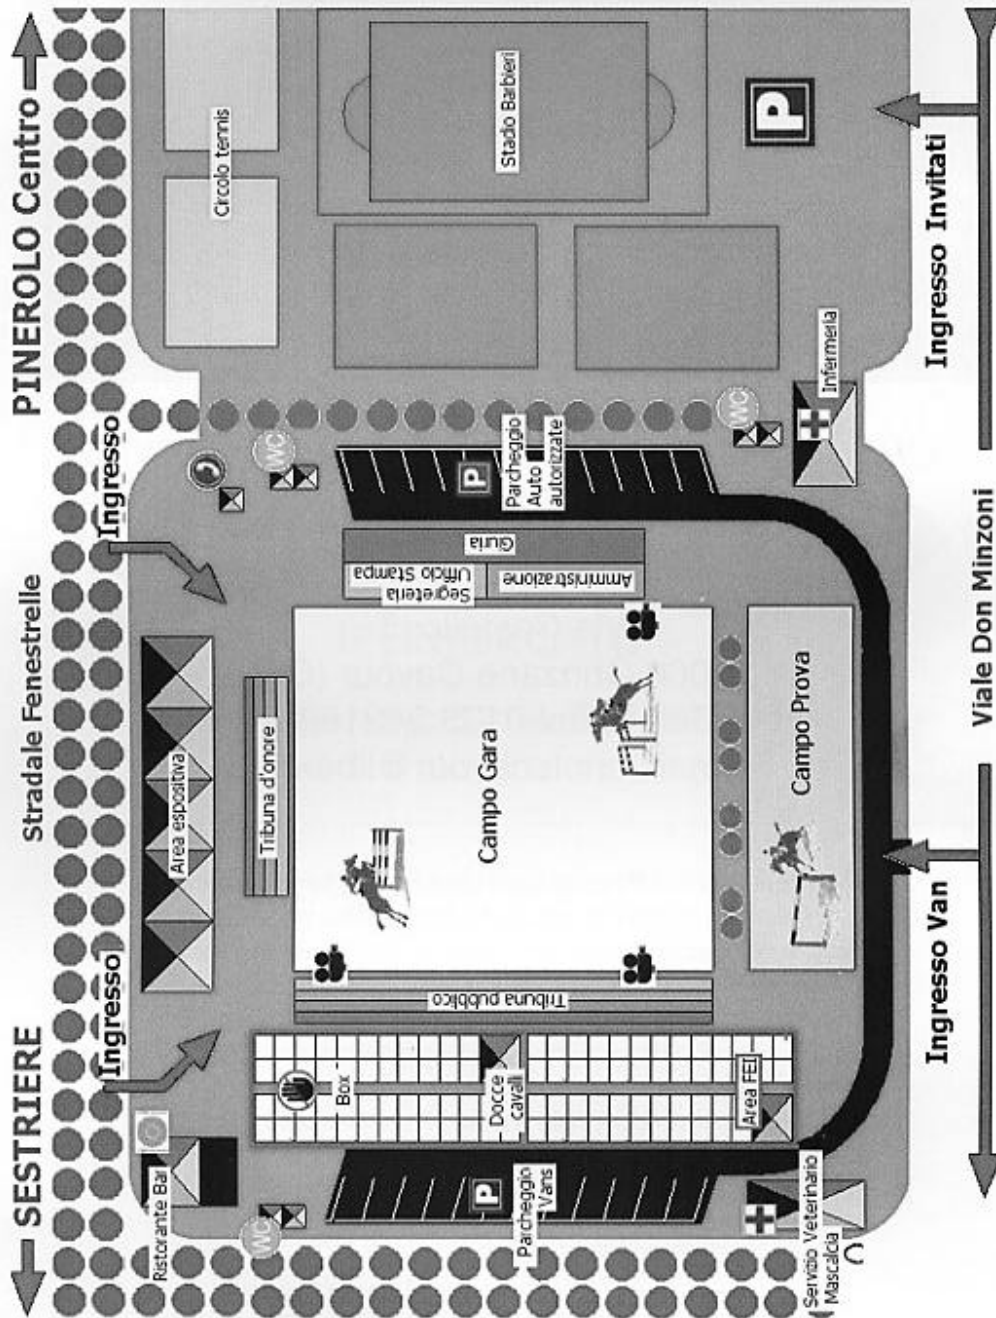 SESTRIERE
PINEROLO Centro
Stradale Fenestrelle
Ingresso
Ingresso
Ristorante Bar
Area espositiva
Circolo tennis
WC
WC
Tribuna d'onore
Box
Tribuna pubblico
Campo Gara
Segreteria
Ufficio Stampa
Giuria
Amministrazione
Docce
cavalli
P
Parcheggio
Vans
P
Parcheggio
Auto
autorizzate
Stadio Barbieri
Area FEI
WC
P
Servizio Veterinario
Mascalcia
Campo Prova
Infermeria
Ingresso Van
Ingresso Invitati
Viale Don Minzoni